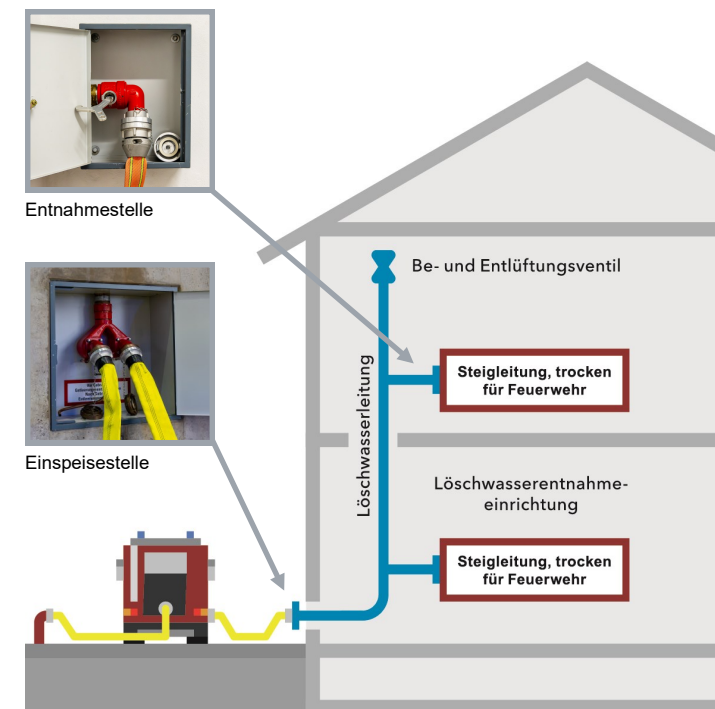 Entnahmestelle
Be- und Entlüftungsventil
Steigleitung, trocken
für Feuerwehr
Löschwasserleitung
Einspeisestelle
Löschwasserentnahme-
einrichtung
Steigleitung, trocken
für Feuerwehr